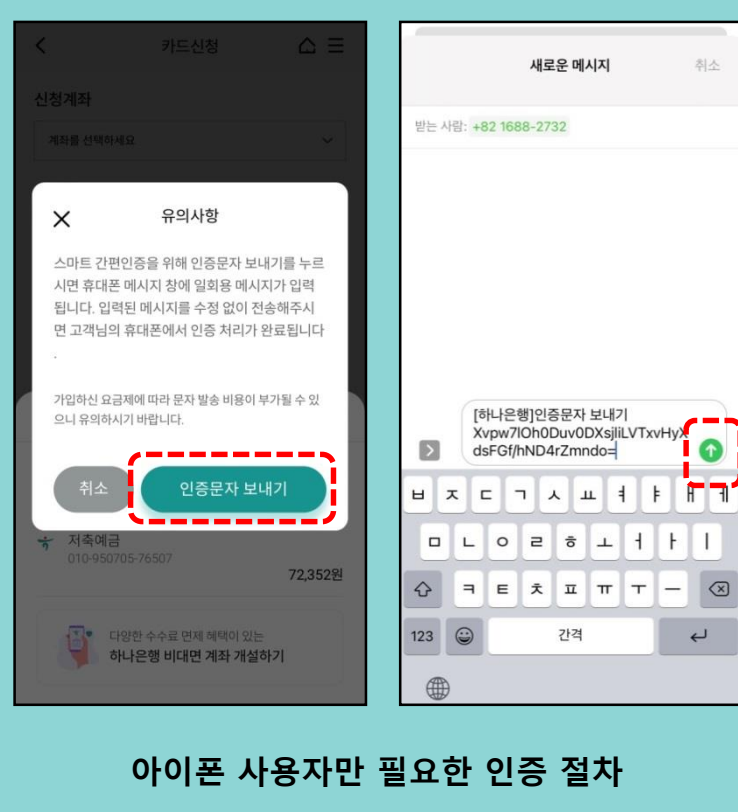 카드신청
신청계좌
계좌를 선택하세요
유의사항
스마트 간편인증을 위해 인증문자 보내기를 누르
시면 휴대폰 메시지 창에 일회용 메시지가 입력
됩니다. 입력된 메시지를 수정 없이 전송해주시
면 고객님의 휴대폰에서 인증 처리가 완료됩니다
.
가입하신 요금제에 따라 문자 발송 비용이 부가될 수 있
으니 유의하시기 바랍니다.
취소
인증문자 보내기
저축예금
010-950705-76507
72,352원
다양한 수수료 면제 혜택이 있는
하나은행 비대면 계좌 개설하기
새로운 메시지
취소
받는 사람: +82 1688-2732
[하나은행]인증문자 보내기
Xvpw7lOh0Duv0DXsjliLVTxvHyX
dsFGf/hND4rZmndo=
ㅂ ㅈ ㄷ ㄱ ㅅ ㅛ ㅕ ㅑ ㅐ ㅔ
ㅁ ㄴ ㅇ ㄹ ㅎ ㅗ ㅓ ㅏ ㅣ
ㅋ ㅌ ㅊ ㅍ ㅠ ㅜ ㅡ
123
간격
아이폰 사용자만 필요한 인증 절차